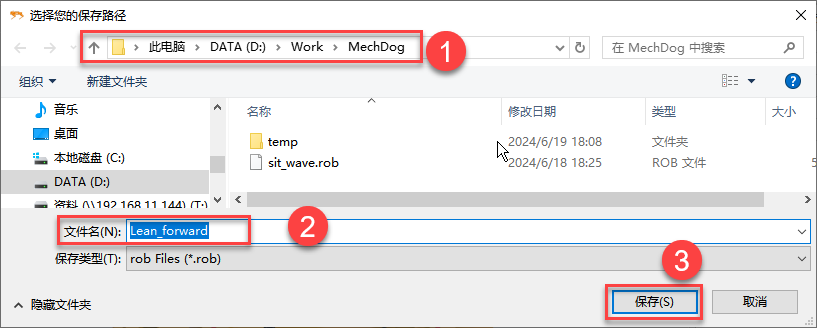 选择您的保存路径
此电脑 > DATA (D:) > Work > MechDog
1
在 MechDog 中搜索
组织 新建文件夹
?
音乐
桌面
本地磁盘 (C:)
DATA (D:)
资料 (\\192.168.11.144) (T:)
名称 修改日期 类型 大小
temp 2024/6/19 18:08 文件夹
sit_wave.rob 2024/6/18 18:25 ROB 文件 5
2
文件名(N): Lean_forward
保存类型(T): rob Files (*.rob)
3
隐藏文件夹 保存(S) 取消